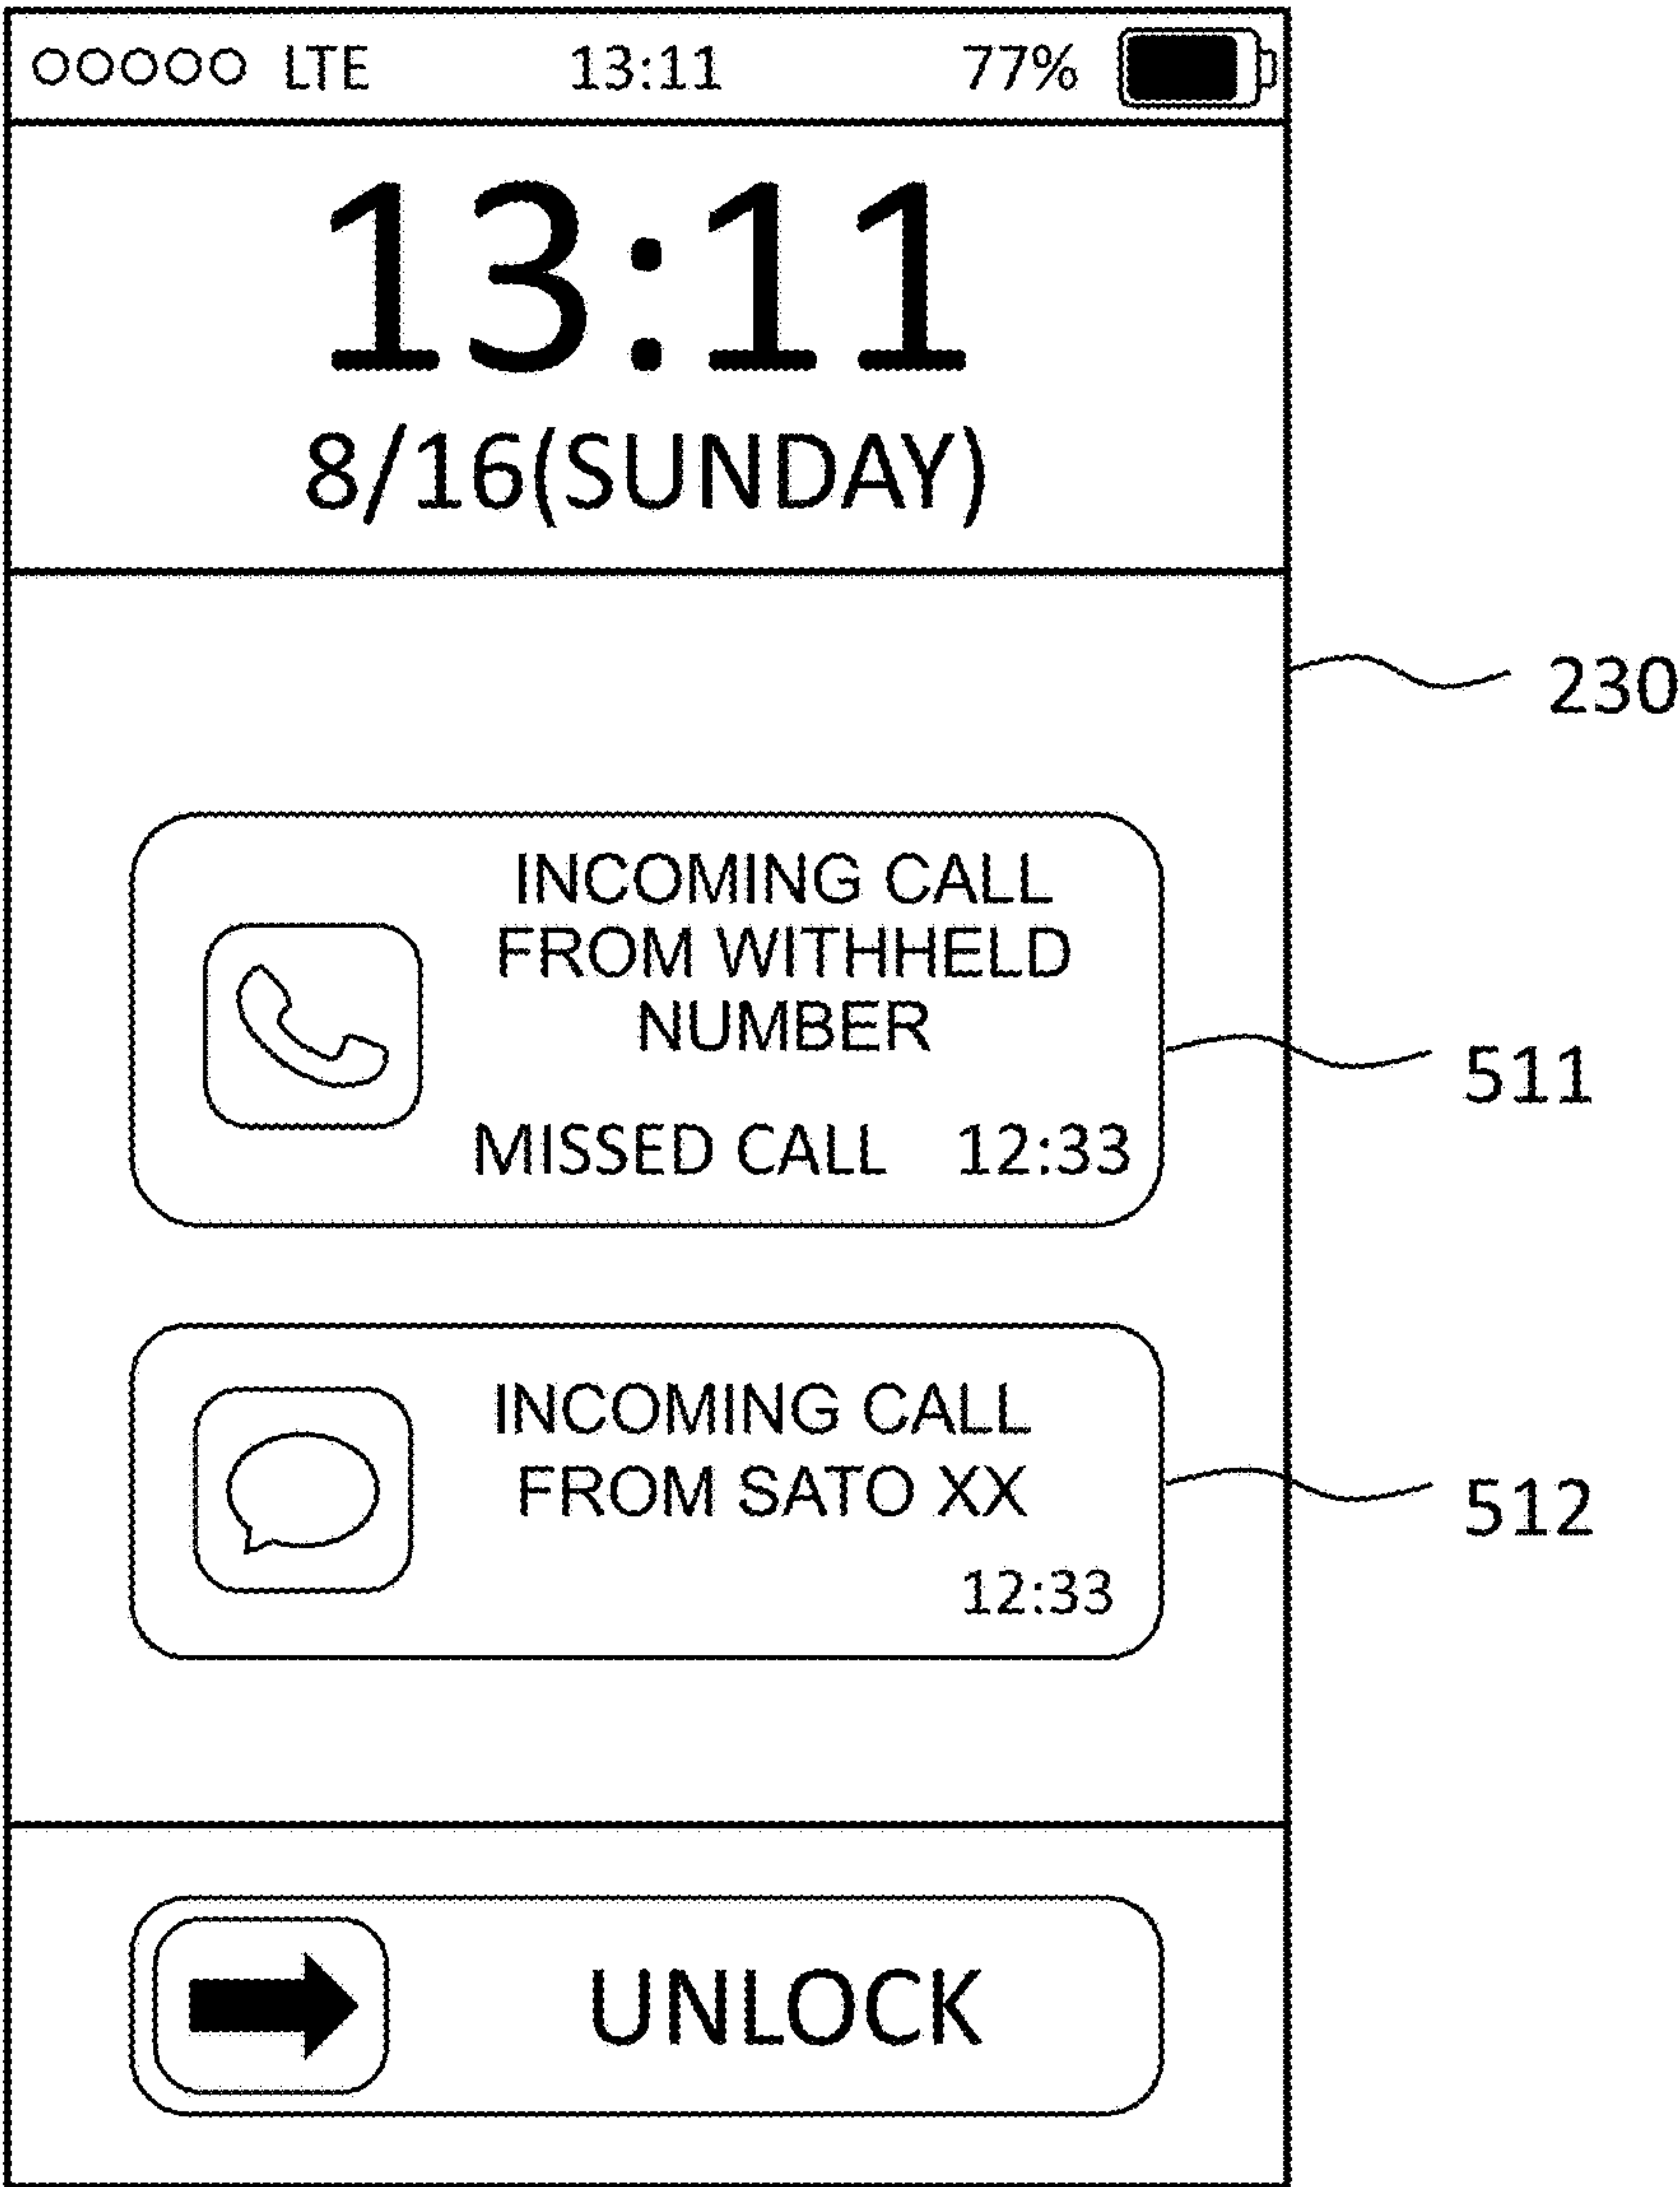 LTE 13:11 77%
13:11
8/16(SUNDAY)
230
INCOMING CALL
FROM WITHHELD
NUMBER
511
MISSED CALL 12:33
INCOMING CALL
FROM SATO XX
512
12:33
UNLOCK